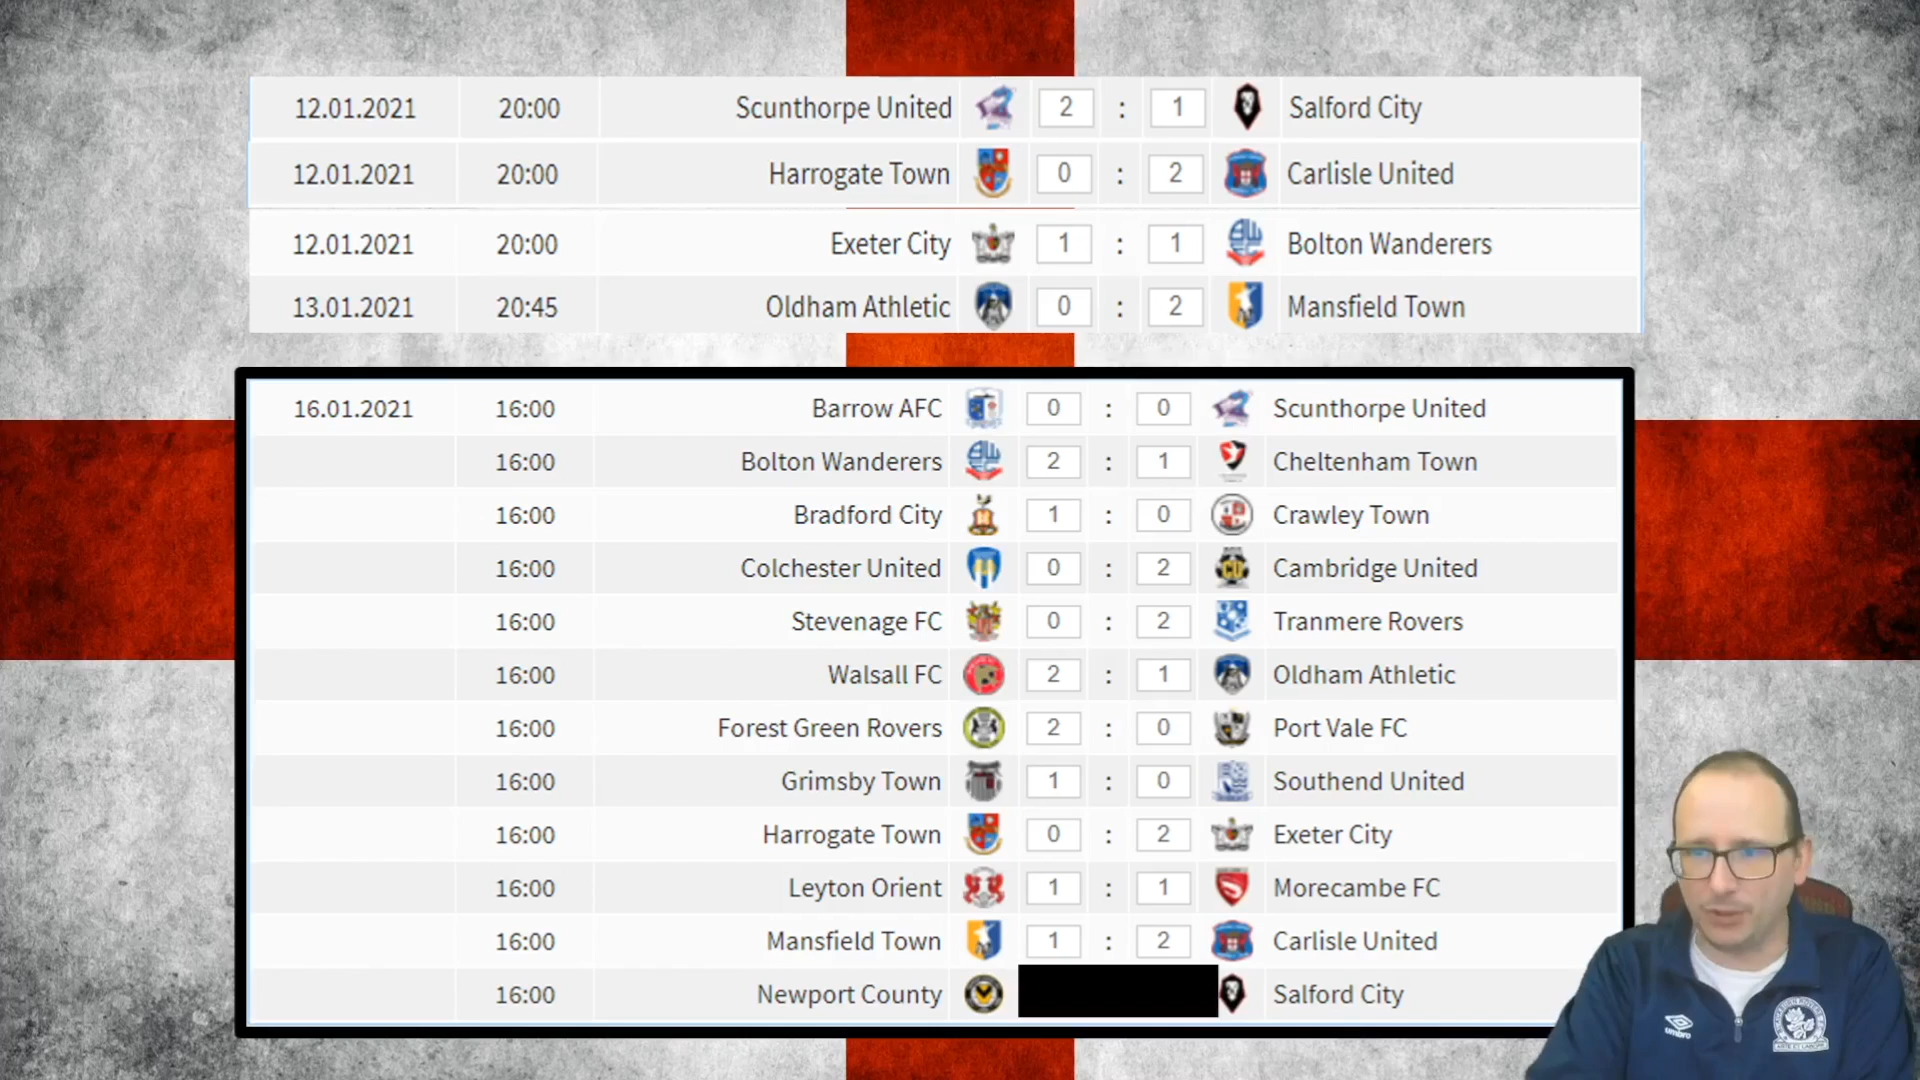 12.01.2021 20:00 Scunthorpe United 2 : 1 Salford City
12.01.2021 20:00 Harrogate Town 0 : 2 Carlisle United
12.01.2021 20:00 Exeter City 1 : 1 Bolton Wanderers
13.01.2021 20:45 Oldham Athletic 0 : 2 Mansfield Town
16.01.2021 16:00 Barrow AFC 0 : 0 Scunthorpe United
16:00 Bolton Wanderers 2 : 1 Cheltenham Town
16:00 Bradford City 1 : 0 Crawley Town
16:00 Colchester United 0 : 2 Cambridge United
16:00 Stevenage FC 0 : 2 Tranmere Rovers
16:00 Walsall FC 2 : 1 Oldham Athletic
16:00 Forest Green Rovers 2 : 0 Port Vale FC
16:00 Grimsby Town 1 : 0 Southend United
16:00 Harrogate Town 0 : 2 Exeter City
16:00 Leyton Orient 1 : 1 Morecambe FC
16:00 Mansfield Town 1 : 2 Carlisle United
16:00 Newport County Salford City
umbro